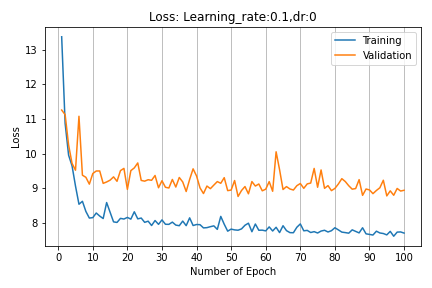 Loss: Learning_rate:0.1,dr:0
Training
Validation
Loss
13
12
11
10
9
8
0 10 20 30 40 50 60 70 80 90 100
Number of Epoch